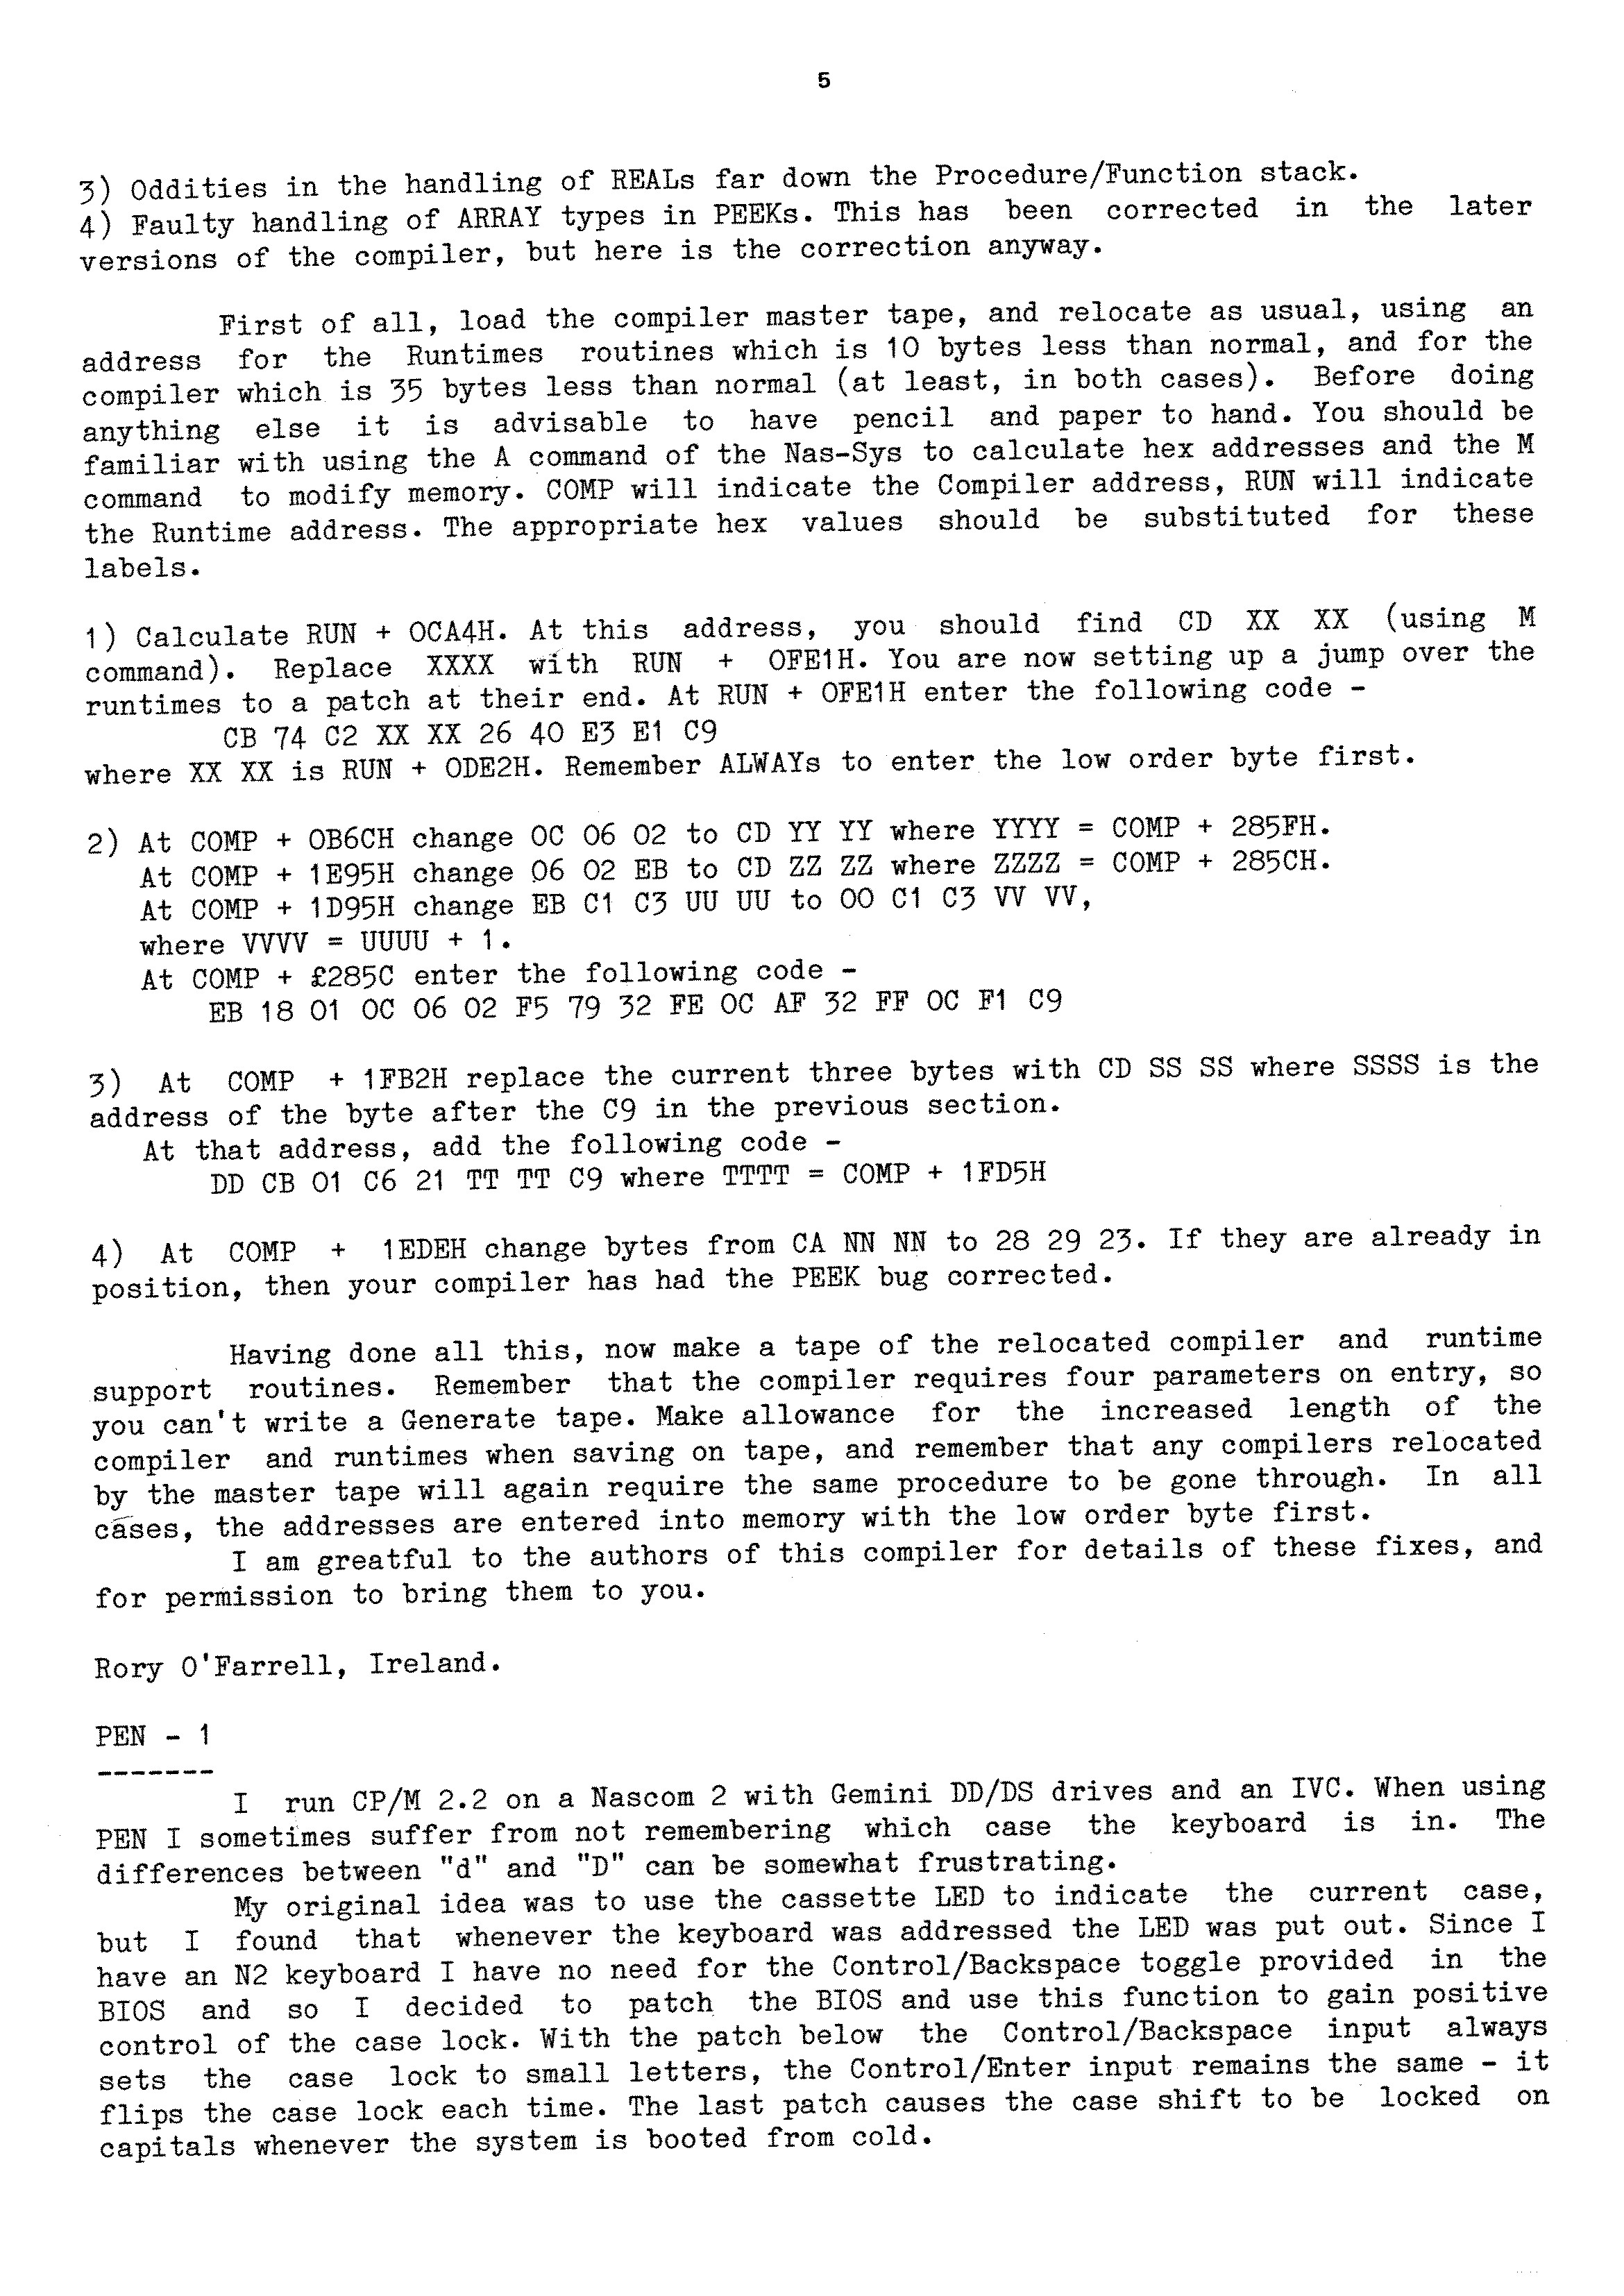 5
3) Oddities in the handling of REALs far down the Procedure/Function stack.
4) Faulty handling of ARRAY types in PEEKs. This has been corrected in the later
versions of the compiler, but here is the correction anyway.
First of all, load the compiler master tape, and relocate as usual, using an
address for the Runtimes routines which is 10 bytes less than normal, and for the
compiler which is 35 bytes less than normal (at least, in both cases). Before doing
anything else it is advisable to have pencil and paper to hand. You should be
familiar with using the A command of the Nas-Sys to calculate hex addresses and the M
command to modify memory. COMP will indicate the Compiler address, RUN will indicate
the Runtime address. The appropriate hex values should be substituted for these
labels.
1) Calculate RUN + 0CA4H. At this address, you should find CD XX XX (using M
command). Replace XXXX with RUN + 0FE1H. You are now setting up a jump over the
runtimes to a patch at their end. At RUN + 0FE1H enter the following code -
CB 74 C2 XX XX 26 40 E3 E1 C9
where XX XX is RUN + 0DE2H. Remember ALWAYs to enter the low order byte first.
2) At COMP + 0B6CH change 0C 06 02 to CD YY YY where YYYY = COMP + 285FH.
At COMP + 1E95H change 06 02 EB to CD ZZ ZZ where ZZZZ = COMP + 285CH.
At COMP + 1D95H change EB C1 C3 UU UU to 00 C1 C3 VV VV,
where VVVV = UUUU + 1.
At COMP + £285C enter the following code -
EB 18 01 0C 06 02 F5 79 32 FE 0C AF 32 FF 0C F1 C9
3) At COMP + 1FB2H replace the current three bytes with CD SS SS where SSSS is the
address of the byte after the C9 in the previous section.
At that address, add the following code -
DD CB 01 C6 21 TT TT C9 where TTTT = COMP + 1FD5H
4) At COMP + 1EDEH change bytes from CA NN NN to 28 29 23. If they are already in
position, then your compiler has had the PEEK bug corrected.
Having done all this, now make a tape of the relocated compiler and runtime
support routines. Remember that the compiler requires four parameters on entry, so
you can't write a Generate tape. Make allowance for the increased length of the
compiler and runtimes when saving on tape, and remember that any compilers relocated
by the master tape will again require the same procedure to be gone through. In all
cases, the addresses are entered into memory with the low order byte first.
I am greatful to the authors of this compiler for details of these fixes, and
for permission to bring them to you.
Rory O'Farrell, Ireland.
PEN - 1
-------
I run CP/M 2.2 on a Nascom 2 with Gemini DD/DS drives and an IVC. When using
PEN I sometimes suffer from not remembering which case the keyboard is in. The
differences between "d" and "D" can be somewhat frustrating.
My original idea was to use the cassette LED to indicate the current case,
but I found that whenever the keyboard was addressed the LED was put out. Since I
have an N2 keyboard I have no need for the Control/Backspace toggle provided in the
BIOS and so I decided to patch the BIOS and use this function to gain positive
control of the case lock. With the patch below the Control/Backspace input always
sets the case lock to small letters, the Control/Enter input remains the same - it
flips the case lock each time. The last patch causes the case shift to be locked on
capitals whenever the system is booted from cold.